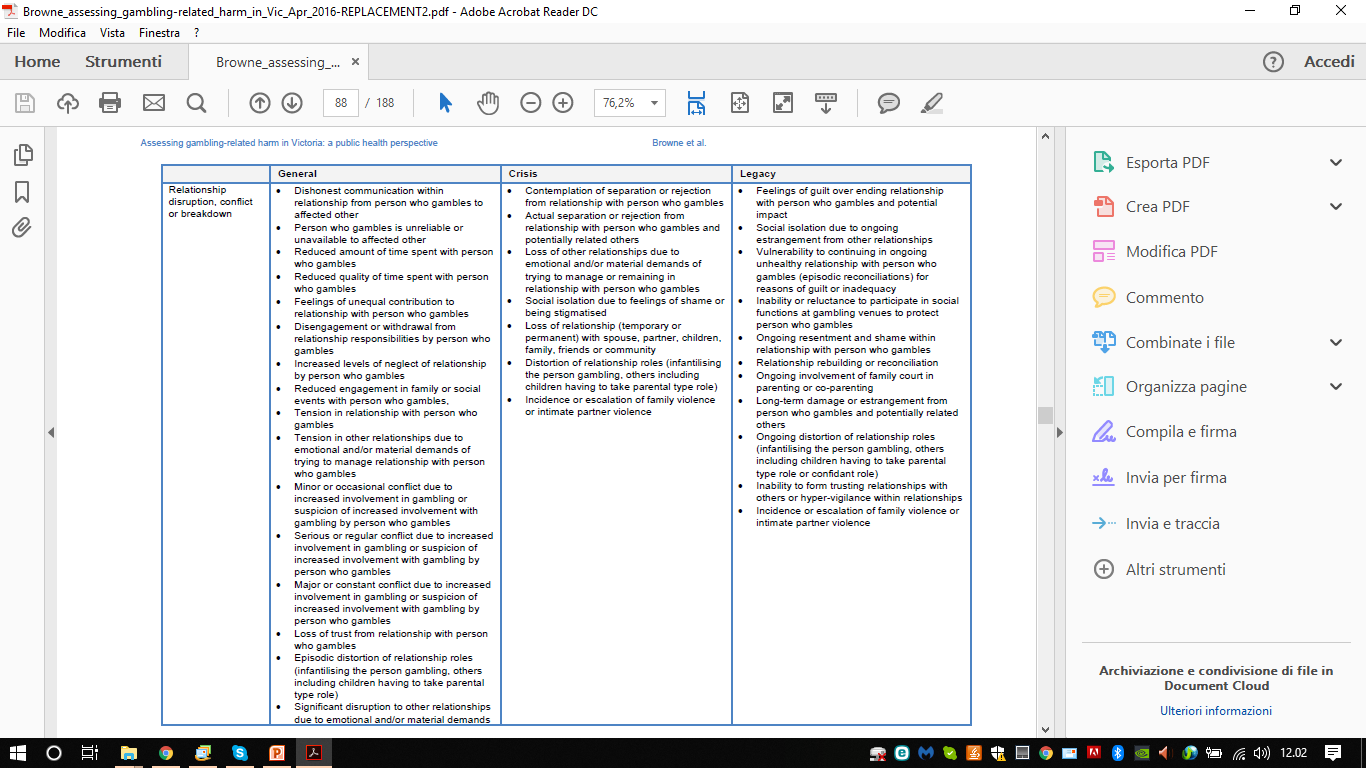 Browne_assessing_gambling-related_harm_in_Vic_Apr_2016-REPLACEMENT2.pdf - Adobe Acrobat Reader DC
File Modifica Vista Finestra ?
Home Strumenti Browne_assessing_... × Accedi
88 / 188 76,2%
Assessing gambling-related harm in Victoria: a public health perspective Browne et al.
General Crisis Legacy
Relationship
disruption, conflict
or breakdown
• Dishonest communication within
relationship from person who gambles to
affected other
• Person who gambles is unreliable or
unavailable to affected other
• Reduced amount of time spent with person
who gambles
• Reduced quality of time spent with person
who gambles
• Feelings of unequal contribution to
relationship with person who gambles
• Disengagement or withdrawal from
relationship responsibilities by person who
gambles
• Increased levels of neglect of relationship
by person who gambles
• Reduced engagement in family or social
events with person who gambles,
• Tension in relationship with person who
gambles
• Tension in other relationships due to
emotional and/or material demands of
trying to manage relationship with person
who gambles
• Minor or occasional conflict due to
increased involvement in gambling or
suspicion of increased involvement with
gambling by person who gambles
• Serious or regular conflict due to increased
involvement in gambling or suspicion of
increased involvement with gambling by
person who gambles
• Major or constant conflict due to increased
involvement in gambling or suspicion of
increased involvement with gambling by
person who gambles
• Loss of trust from relationship with person
who gambles
• Episodic distortion of relationship roles
(infantilising the person gambling, others
including children having to take parental
type role)
• Significant disruption to other relationships
due to emotional and/or material demands
• Contemplation of separation or rejection
from relationship with person who gambles
• Actual separation or rejection from
relationship with person who gambles and
potentially related others
• Loss of other relationships due to
emotional and/or material demands of
trying to manage or remaining in
relationship with person who gambles
• Social isolation due to feelings of shame or
being stigmatised
• Loss of relationship (temporary or
permanent) with spouse, partner, children,
family, friends or community
• Distortion of relationship roles (infantilising
the person gambling, others including
children having to take parental type role)
• Incidence or escalation of family violence
or intimate partner violence
• Feelings of guilt over ending relationship
with person who gambles and potential
impact
• Social isolation due to ongoing
estrangement from other relationships
• Vulnerability to continuing in ongoing
unhealthy relationship with person who
gambles (episodic reconciliations) for
reasons of guilt or inadequacy
• Inability or reluctance to participate in social
functions at gambling venues to protect
person who gambles
• Ongoing resentment and shame within
relationship with person who gambles
• Relationship rebuilding or reconciliation
• Ongoing involvement of family court in
parenting or co-parenting
• Long-term damage or estrangement from
person who gambles and potentially related
others
• Ongoing distortion of relationship roles
(infantilising the person gambling, others
including children having to take parental
type role or confidant role)
• Inability to form trusting relationships with
others or hyper-vigilance within relationships
• Incidence or escalation of family violence or
intimate partner violence
Esporta PDF
Crea PDF
Modifica PDF
Commento
Combinate i file
Organizza pagine
Compila e firma
Invia per firma
Invia e traccia
Altri strumenti
Archiviazione e condivisione di file in
Document Cloud
Ulteriori informazioni
12.02